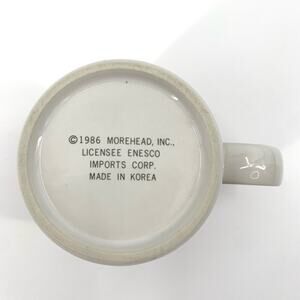 ©1986 MOREHEAD, INC.,
LICENSEE ENESCO
IMPORTS CORP.
MADE IN KOREA